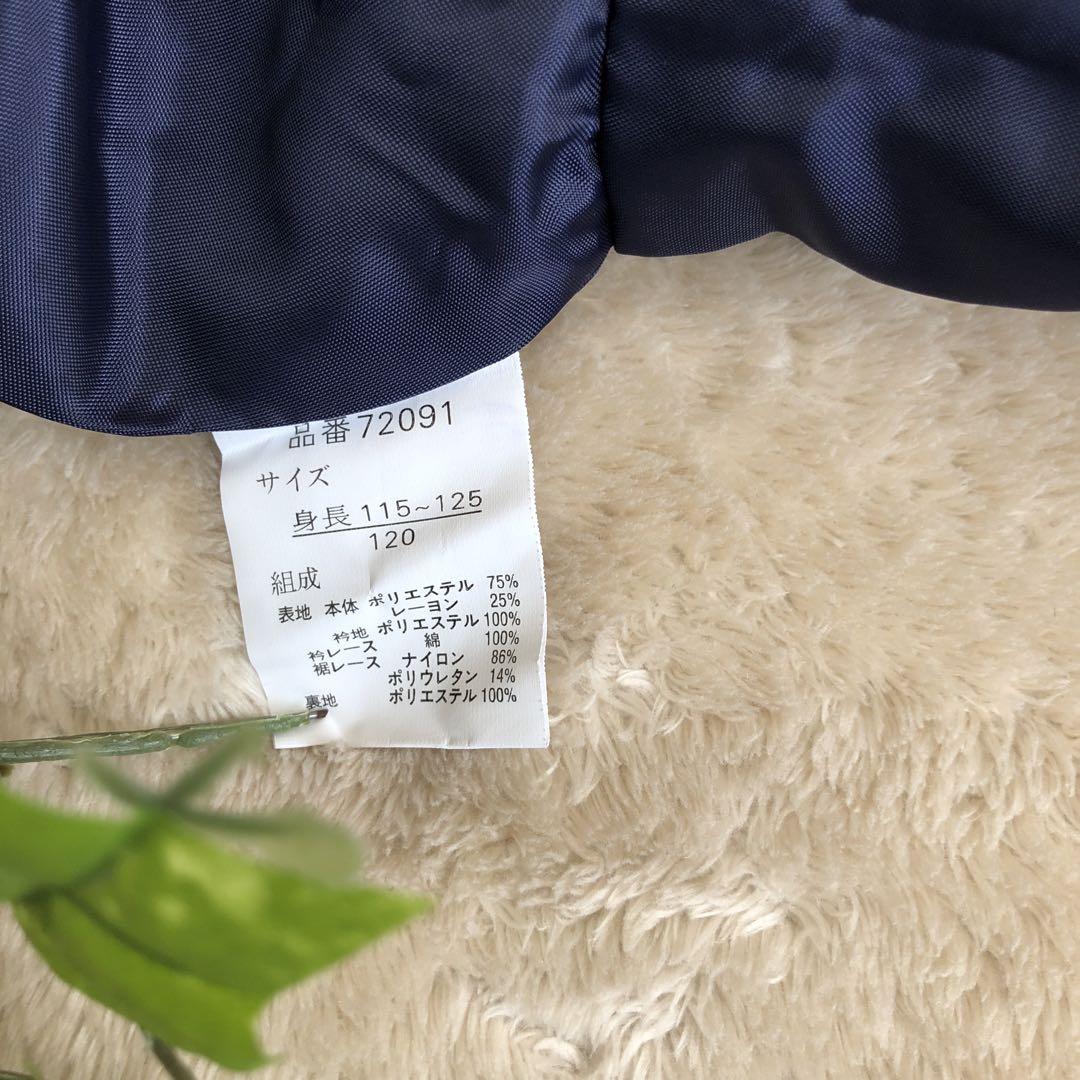 品番72091
サイズ
身長 115~125
120
組成
表地 本体 ポリエステル 75%
レーヨン 25%
衿地 ポリエステル 100%
衿レース 綿 100%
裾レース ナイロン 86%
ポリウレタン 14%
裏地 ポリエステル 100%